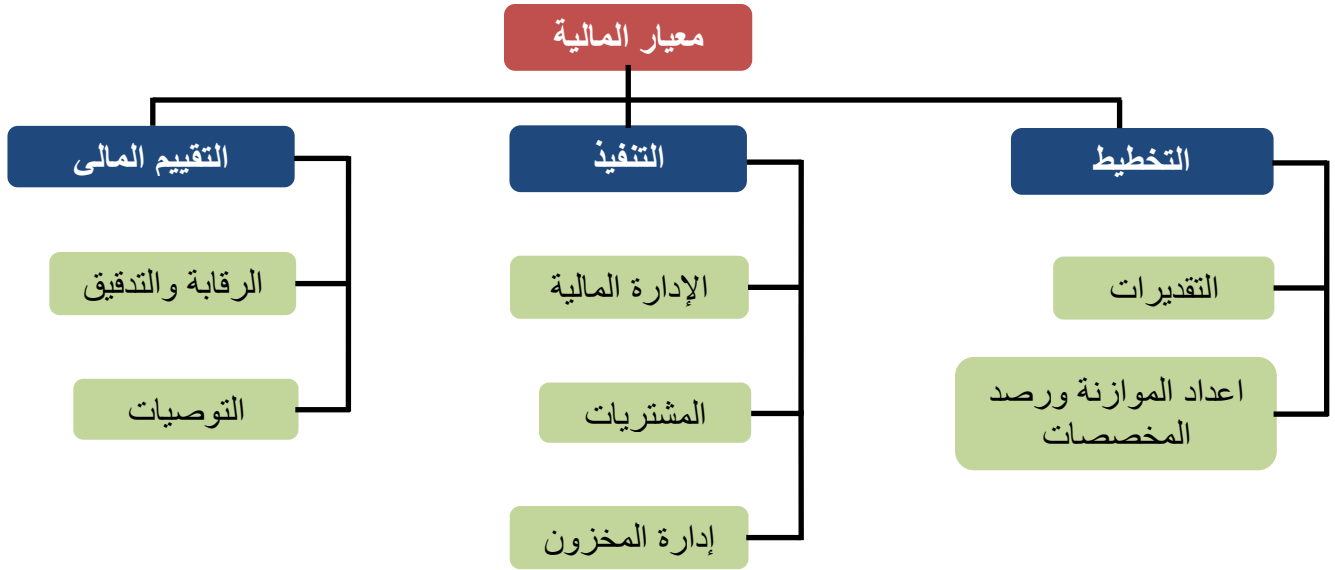 معيار المالية
التخطيط
التنفيذ
التقييم المالى
التقديرات
الإدارة المالية
الرقابة والتدقيق
اعداد الموازنة ورصد
المخصصات
المشتريات
التوصيات
إدارة المخزون